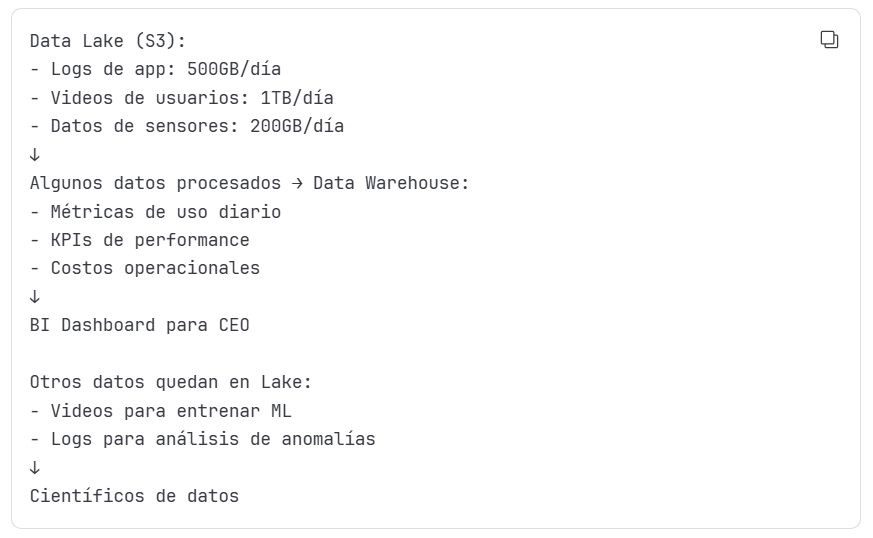 Data Lake (S3):
- Logs de app: 500GB/día
- Videos de usuarios: 1TB/día
- Datos de sensores: 200GB/día
↓
Algunos datos procesados → Data Warehouse:
- Métricas de uso diario
- KPIs de performance
- Costos operacionales
↓
BI Dashboard para CEO

Otros datos quedan en Lake:
- Videos para entrenar ML
- Logs para análisis de anomalías
↓
Científicos de datos